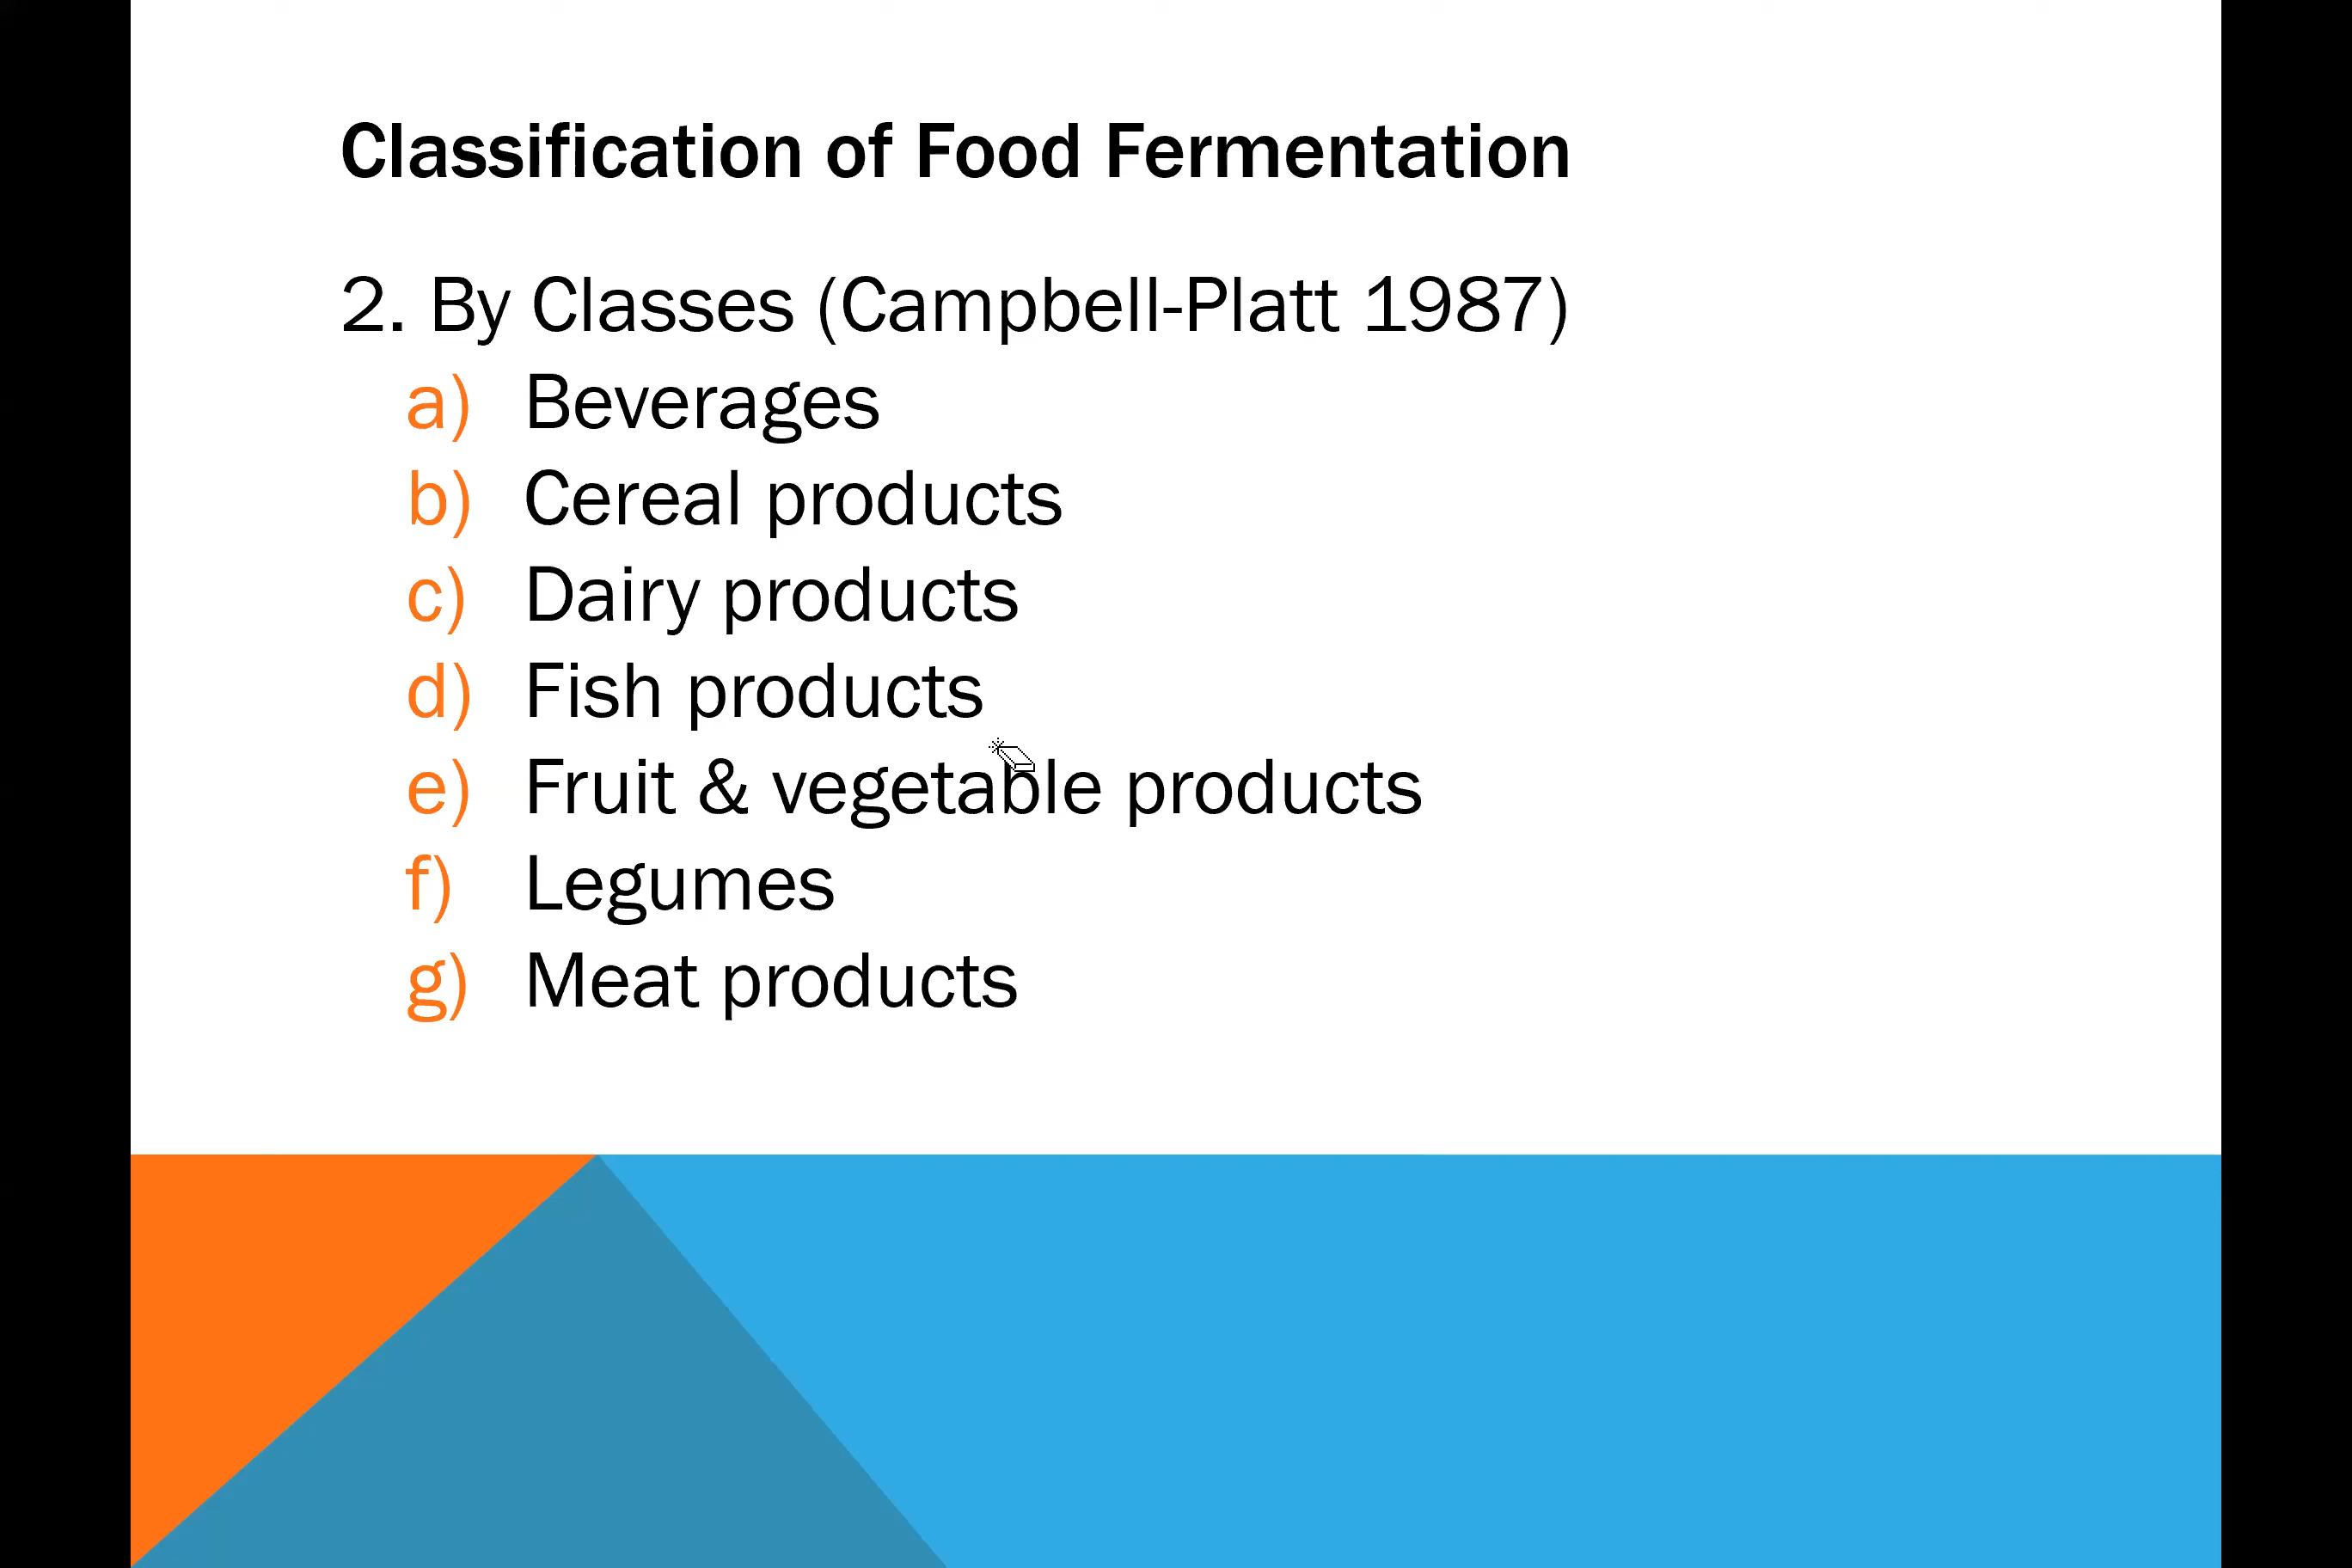 Classification of Food Fermentation
2. By Classes (Campbell-Platt 1987)
a) Beverages
b) Cereal products
c) Dairy products
d) Fish products
e) Fruit & vegetable products
f) Legumes
g) Meat products